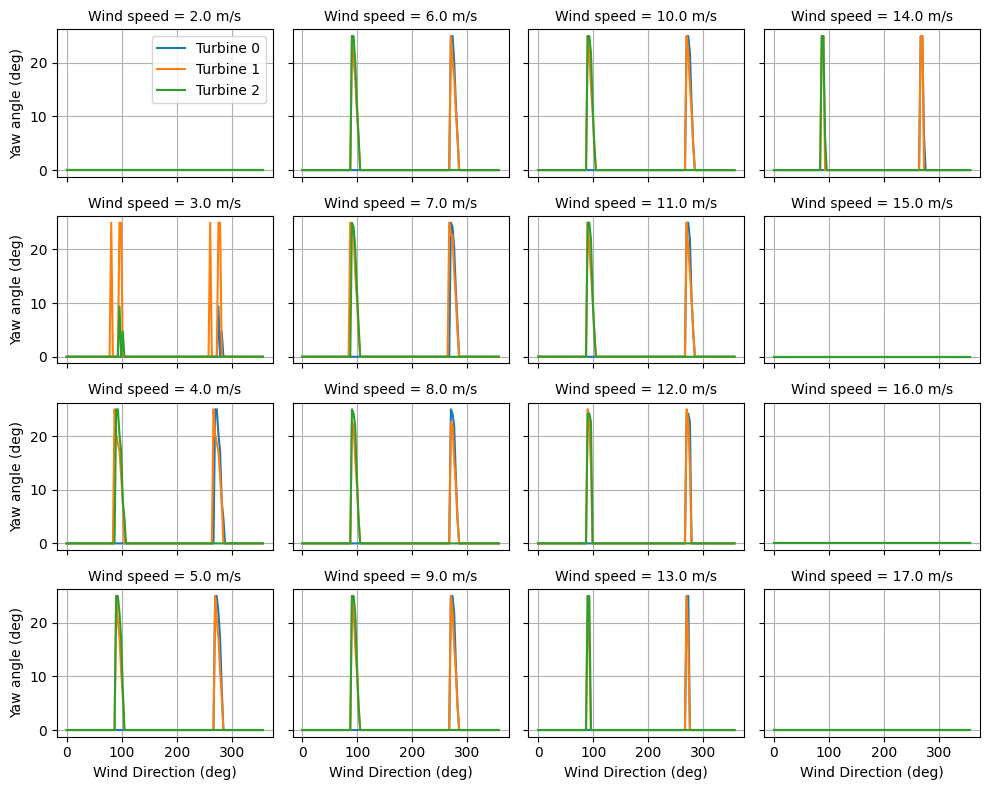 Wind speed = 2.0 m/s
Wind speed = 6.0 m/s
Wind speed = 10.0 m/s
Wind speed = 14.0 m/s
Yaw angle (deg)
20
10
0
Turbine 0
Turbine 1
Turbine 2
Wind speed = 3.0 m/s
Wind speed = 7.0 m/s
Wind speed = 11.0 m/s
Wind speed = 15.0 m/s
Yaw angle (deg)
20
10
0
Wind speed = 4.0 m/s
Wind speed = 8.0 m/s
Wind speed = 12.0 m/s
Wind speed = 16.0 m/s
Yaw angle (deg)
20
10
0
Wind speed = 5.0 m/s
Wind speed = 9.0 m/s
Wind speed = 13.0 m/s
Wind speed = 17.0 m/s
Yaw angle (deg)
20
10
0
0 100 200 300
0 100 200 300
0 100 200 300
0 100 200 300
Wind Direction (deg)
Wind Direction (deg)
Wind Direction (deg)
Wind Direction (deg)